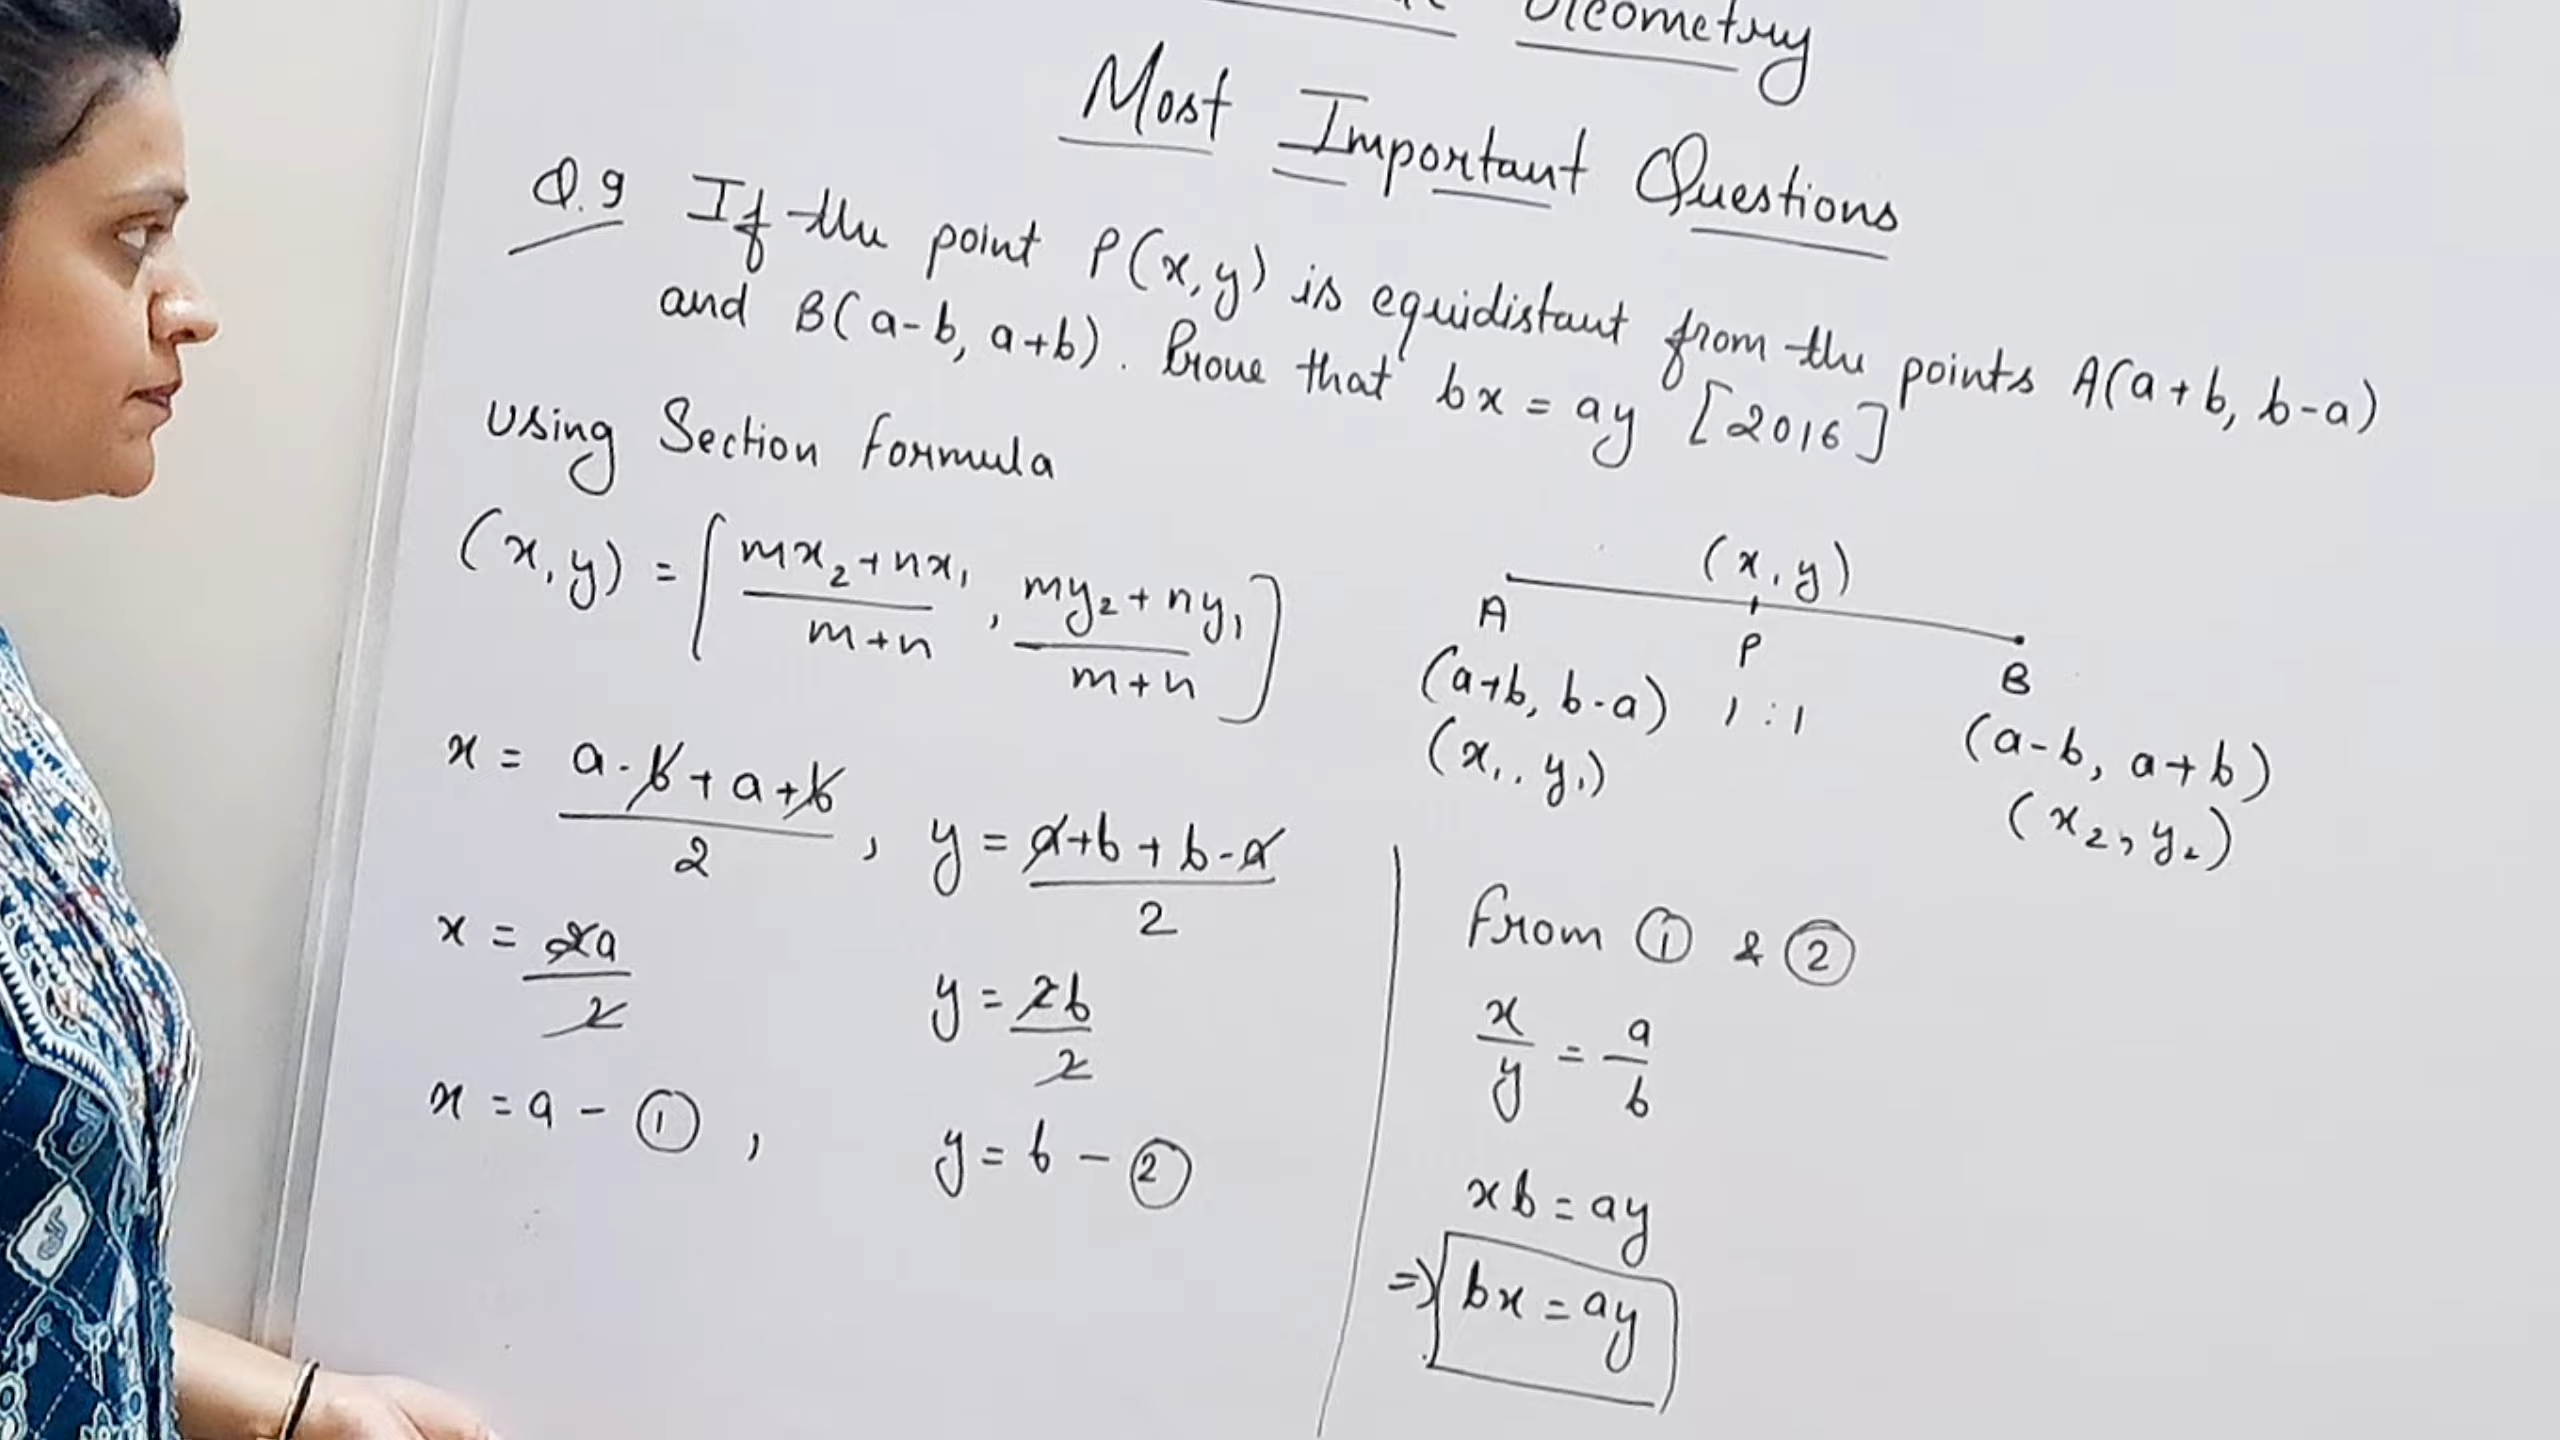 Geometry
Most Important Questions
Q.9 If the point P(x,y) is equidistant from the points A(a+b, b-a)
and B(a-b, a+b). Prove that bx = ay [2016]
using Section formula
(x,y) = [mx₂+nx₁/m+n, my₂+ny₁/m+n]
(x,y)
A P B
(a+b, b-a) 1:1 (a-b, a+b)
(x₁, y₁) (x₂, y₂)
x = a-b+a+b/2, y = a+b+b-a/2
x = 2a/2 y = 2b/2
x = a - ①, y = b - ②
from ① & ②
x/y = a/b
xb = ay
⇒ bx = ay